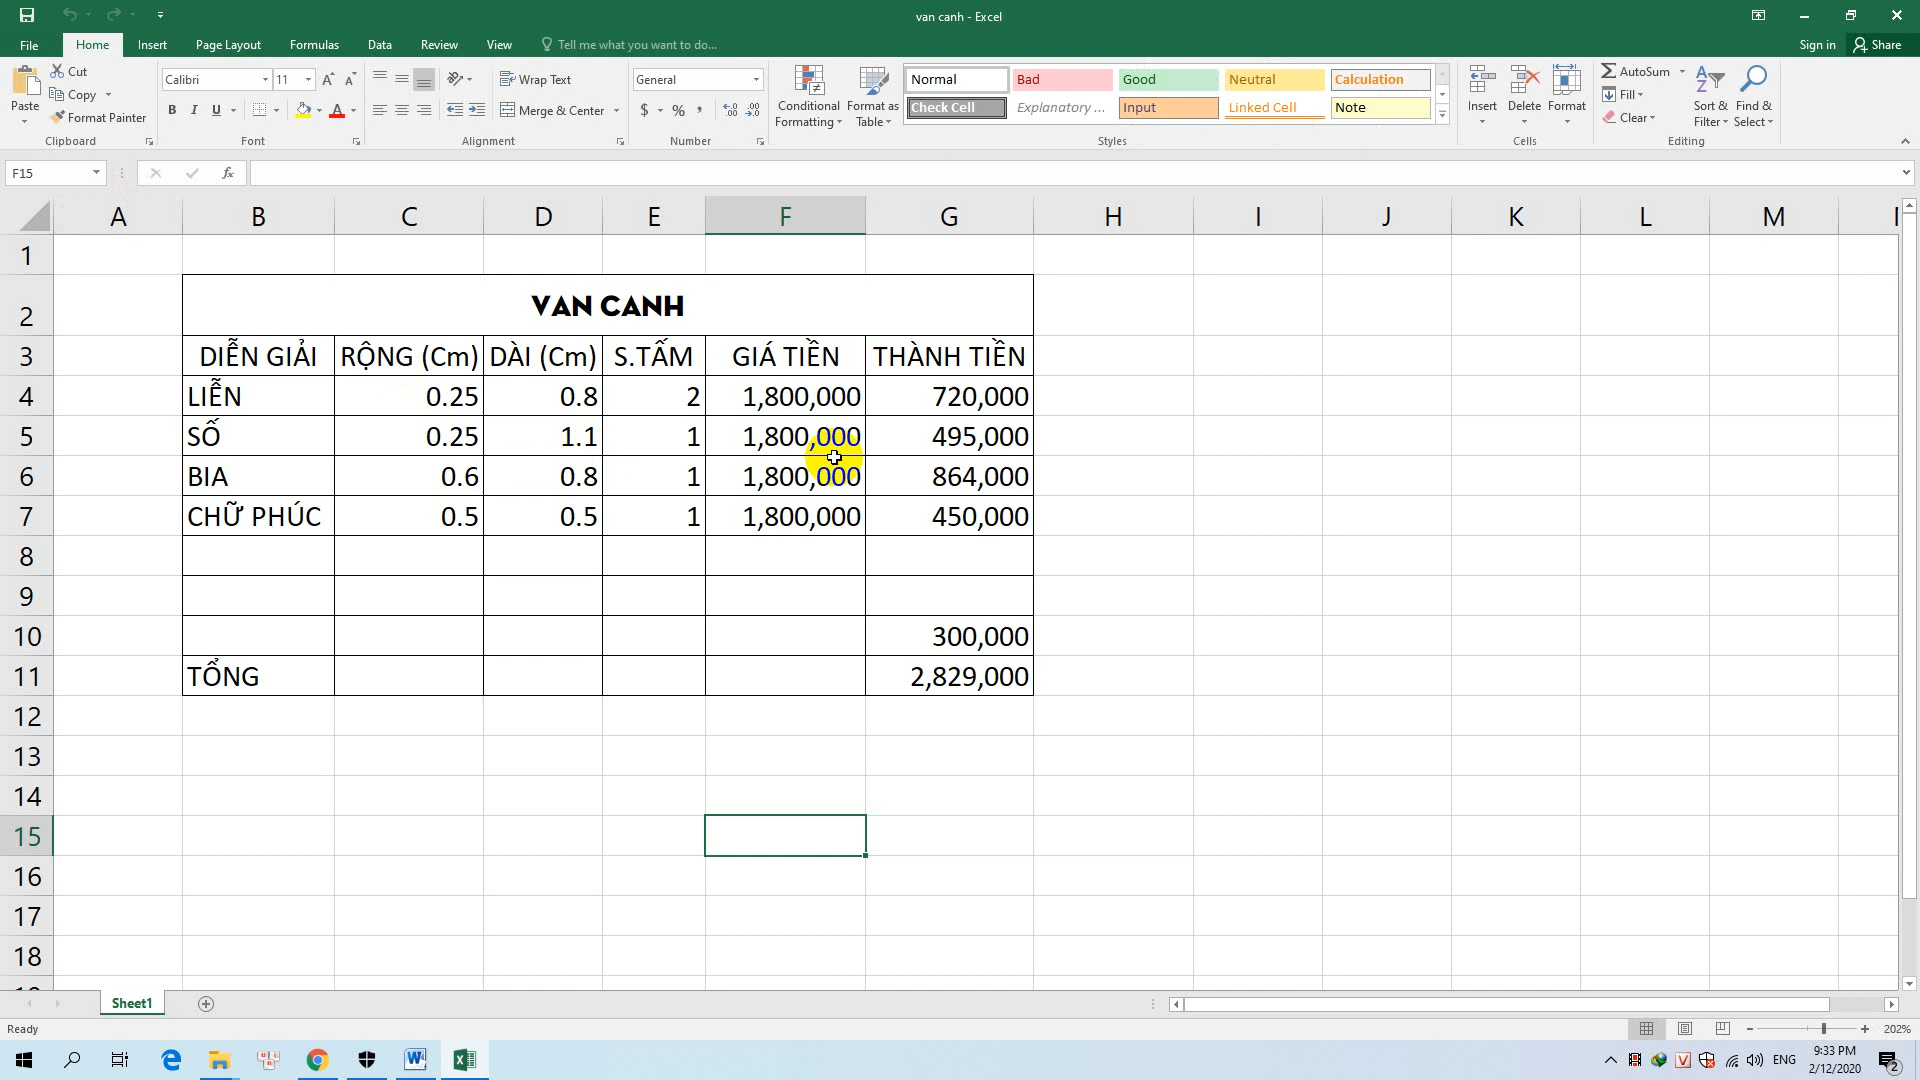 van canh - Excel
File Home Insert Page Layout Formulas Data Review View Tell me what you want to do... Sign in Share
Paste Cut Copy Format Painter Clipboard
Calibri 11 B I U Font
Wrap Text Merge & Center Alignment
General $ % , Number
Conditional Formatting Format as Table
Normal Bad Good Neutral Calculation
Check Cell Explanatory ... Input Linked Cell Note
Styles
Insert Delete Format Cells
AutoSum Fill Clear Sort & Filter Find & Select Editing
F15 fx
A B C D E F G H I J K L M
1
2 VAN CANH
3 DIỄN GIẢI RỘNG (Cm) DÀI (Cm) S.TẤM GIÁ TIỀN THÀNH TIỀN
4 LIỄN 0.25 0.8 2 1,800,000 720,000
5 SỐ 0.25 1.1 1 1,800,000 495,000
6 BIA 0.6 0.8 1 1,800,000 864,000
7 CHỮ PHÚC 0.5 0.5 1 1,800,000 450,000
8
9
10 300,000
11 TỔNG 2,829,000
12
13
14
15
16
17
18
Sheet1
Ready 202%
ENG 9:33 PM
2/12/2020 2